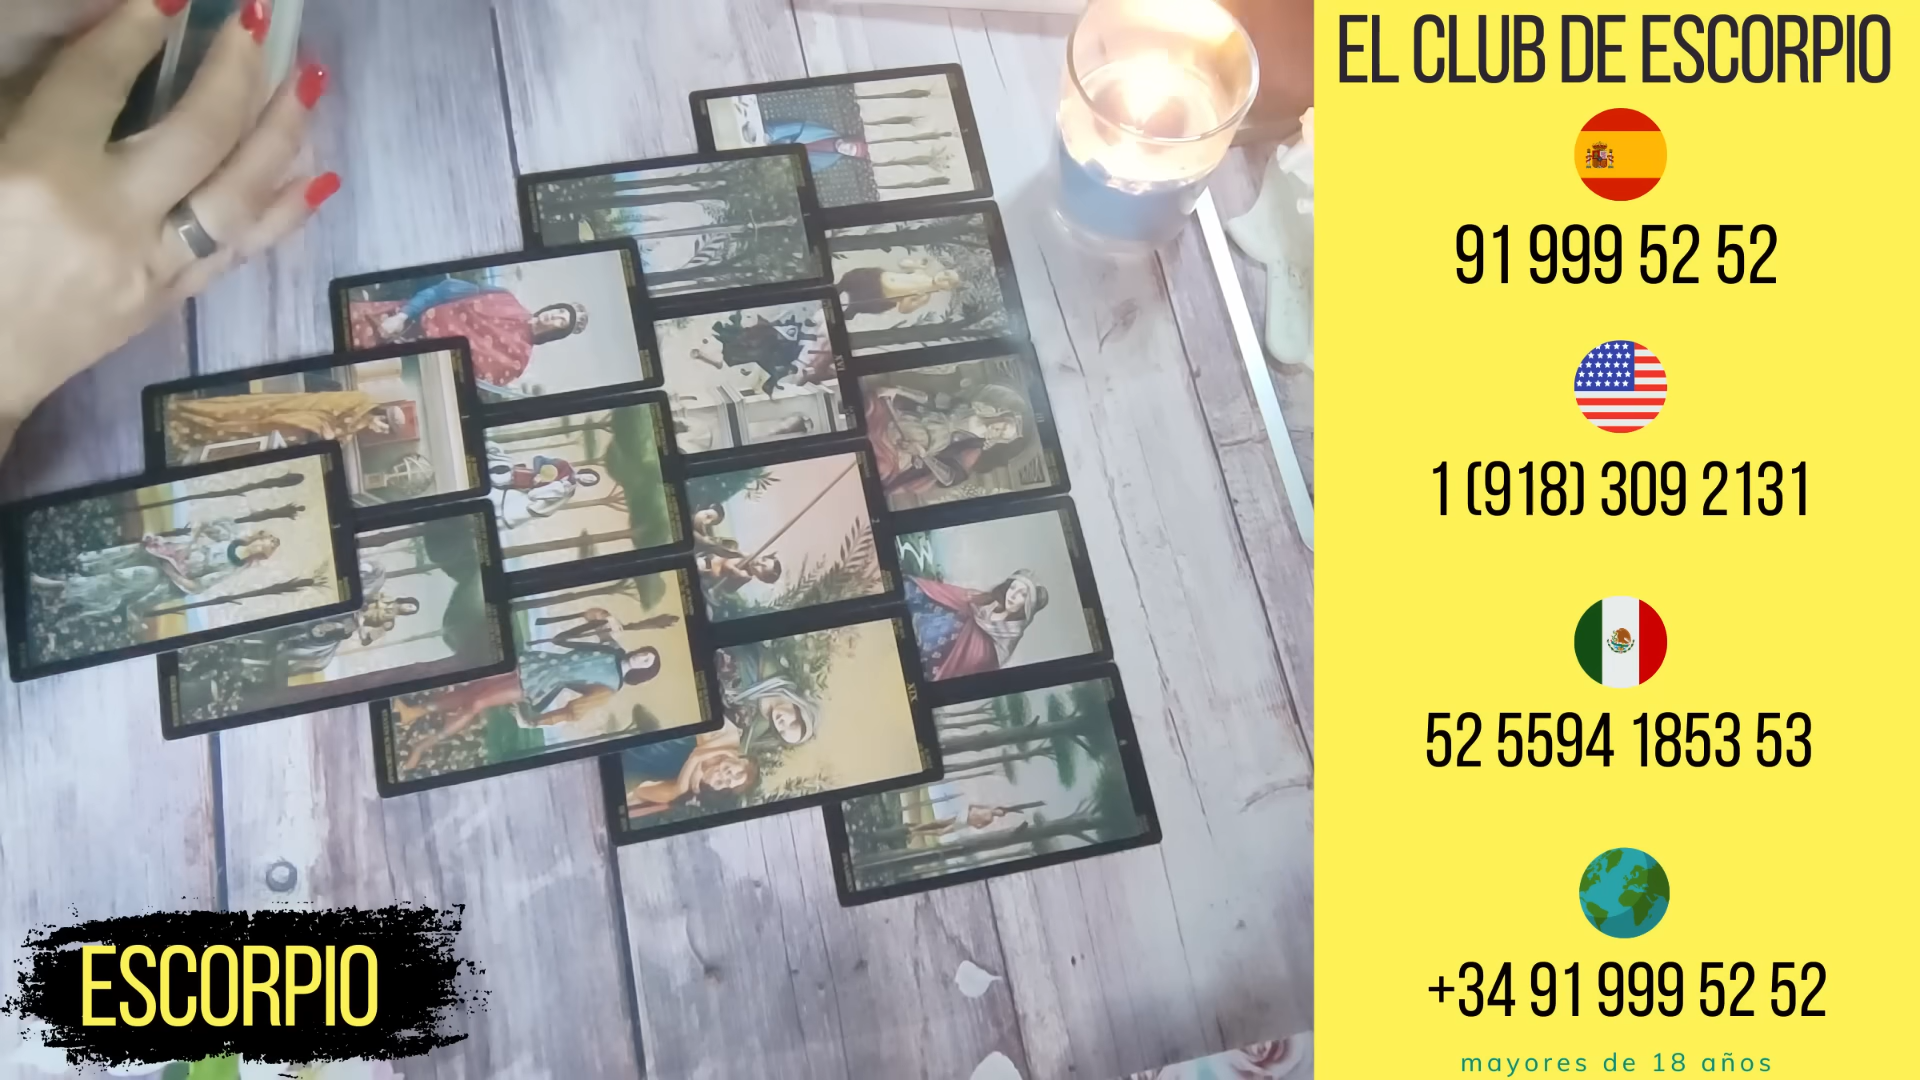 EL CLUB DE ESCORPIO
91 999 52 52
1 (918) 309 2131
52 5594 1853 53
+34 91 999 52 52
mayores de 18 años
ESCORPIO
XIX